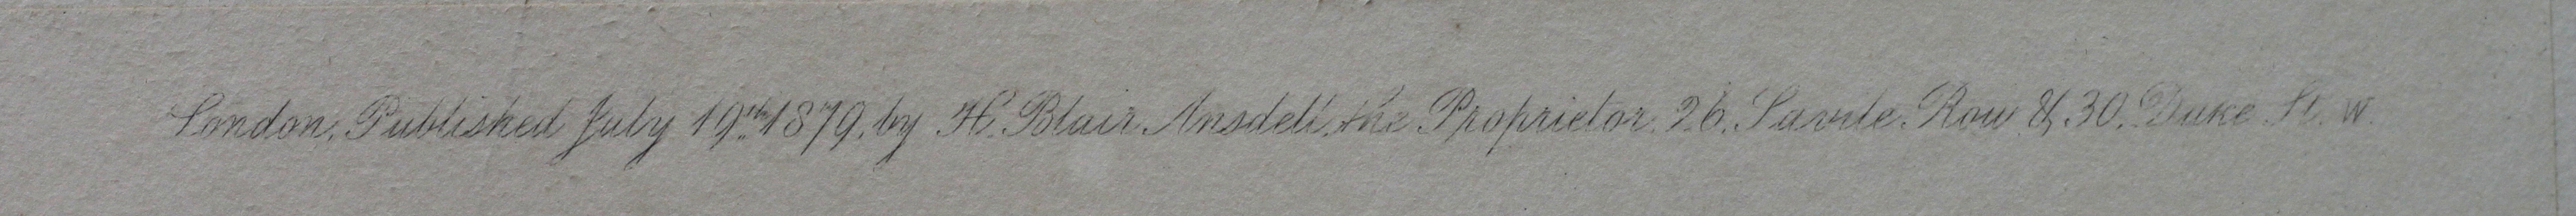 London, Published July 19th 1879, by H. Blair Ansdell, the Proprietor. 26. Savile. Row & 30. Duke St. W.